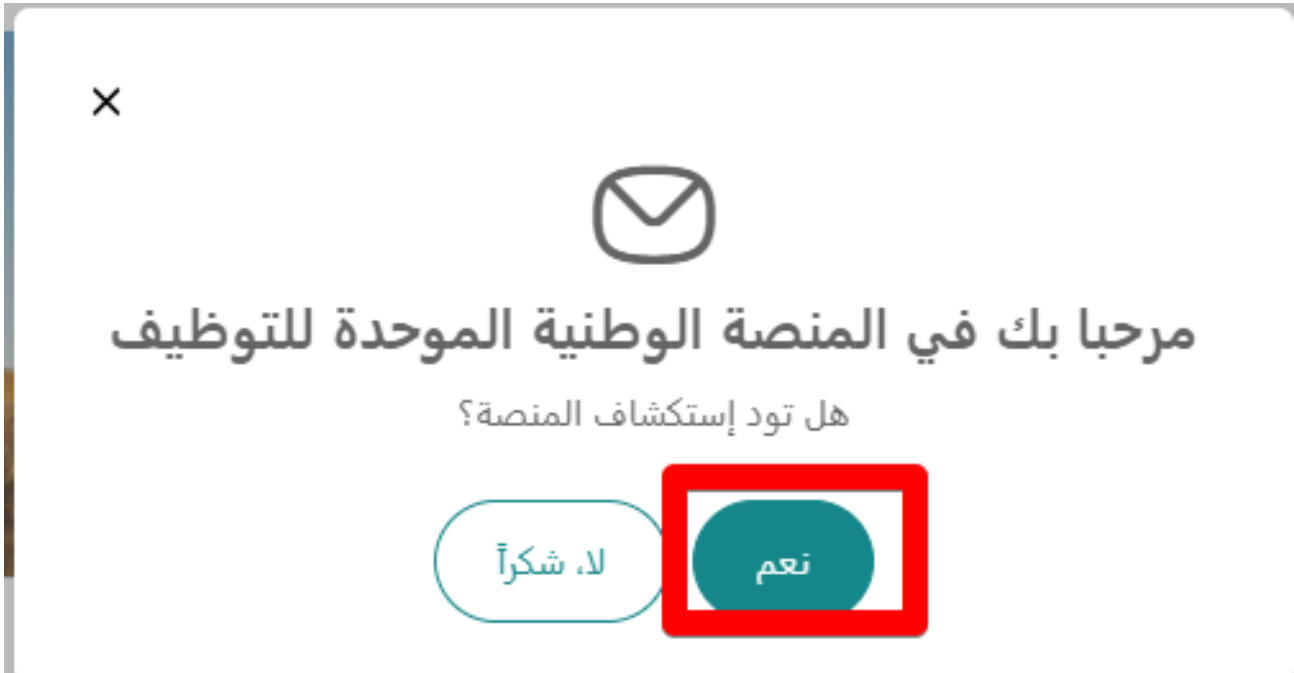 مرحبا بك في المنصة الوطنية الموحدة للتوظيف
هل تود إستكشاف المنصة؟
نعم
لا، شكراً